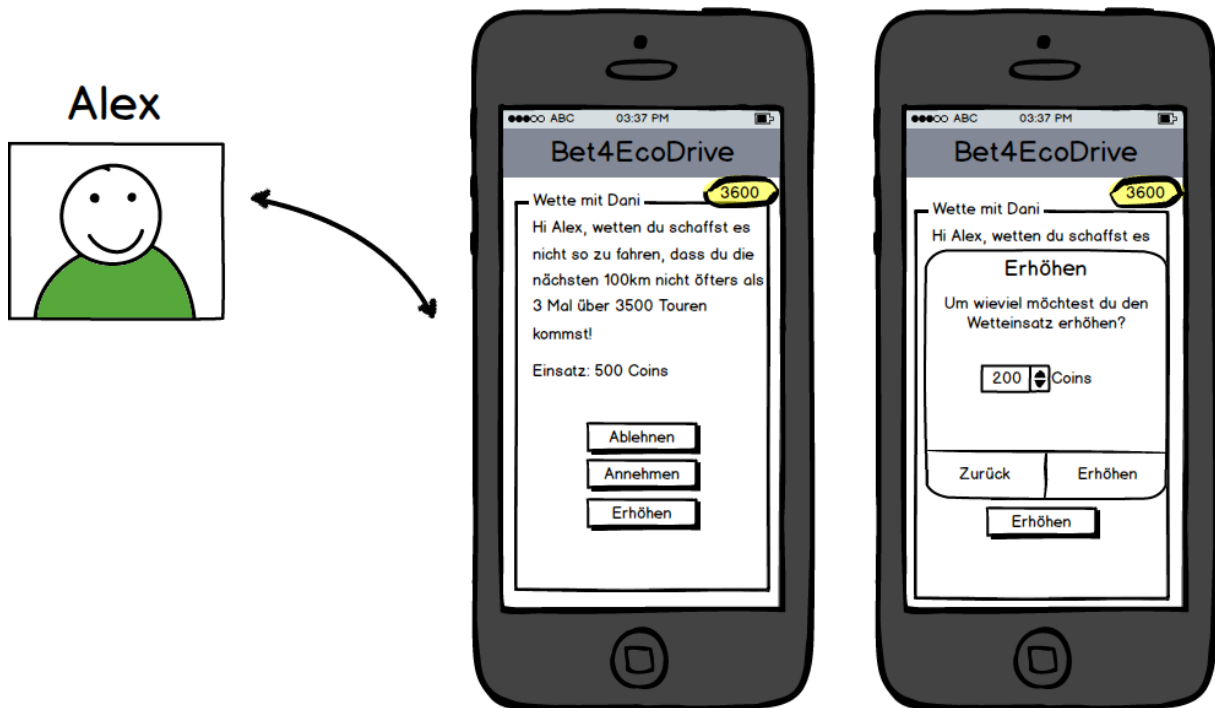 Alex
●●●○○ ABC 03:37 PM
Bet4EcoDrive
3600
Wette mit Dani
Hi Alex, wetten du schaffst es
nicht so zu fahren, dass du die
nächsten 100km nicht öfters als
3 Mal über 3500 Touren
kommst!
Einsatz: 500 Coins
Ablehnen
Annehmen
Erhöhen
●●●○○ ABC 03:37 PM
Bet4EcoDrive
3600
Wette mit Dani
Hi Alex, wetten du schaffst es
Erhöhen
Um wieviel möchtest du den
Wetteinsatz erhöhen?
200 Coins
Zurück Erhöhen
Erhöhen